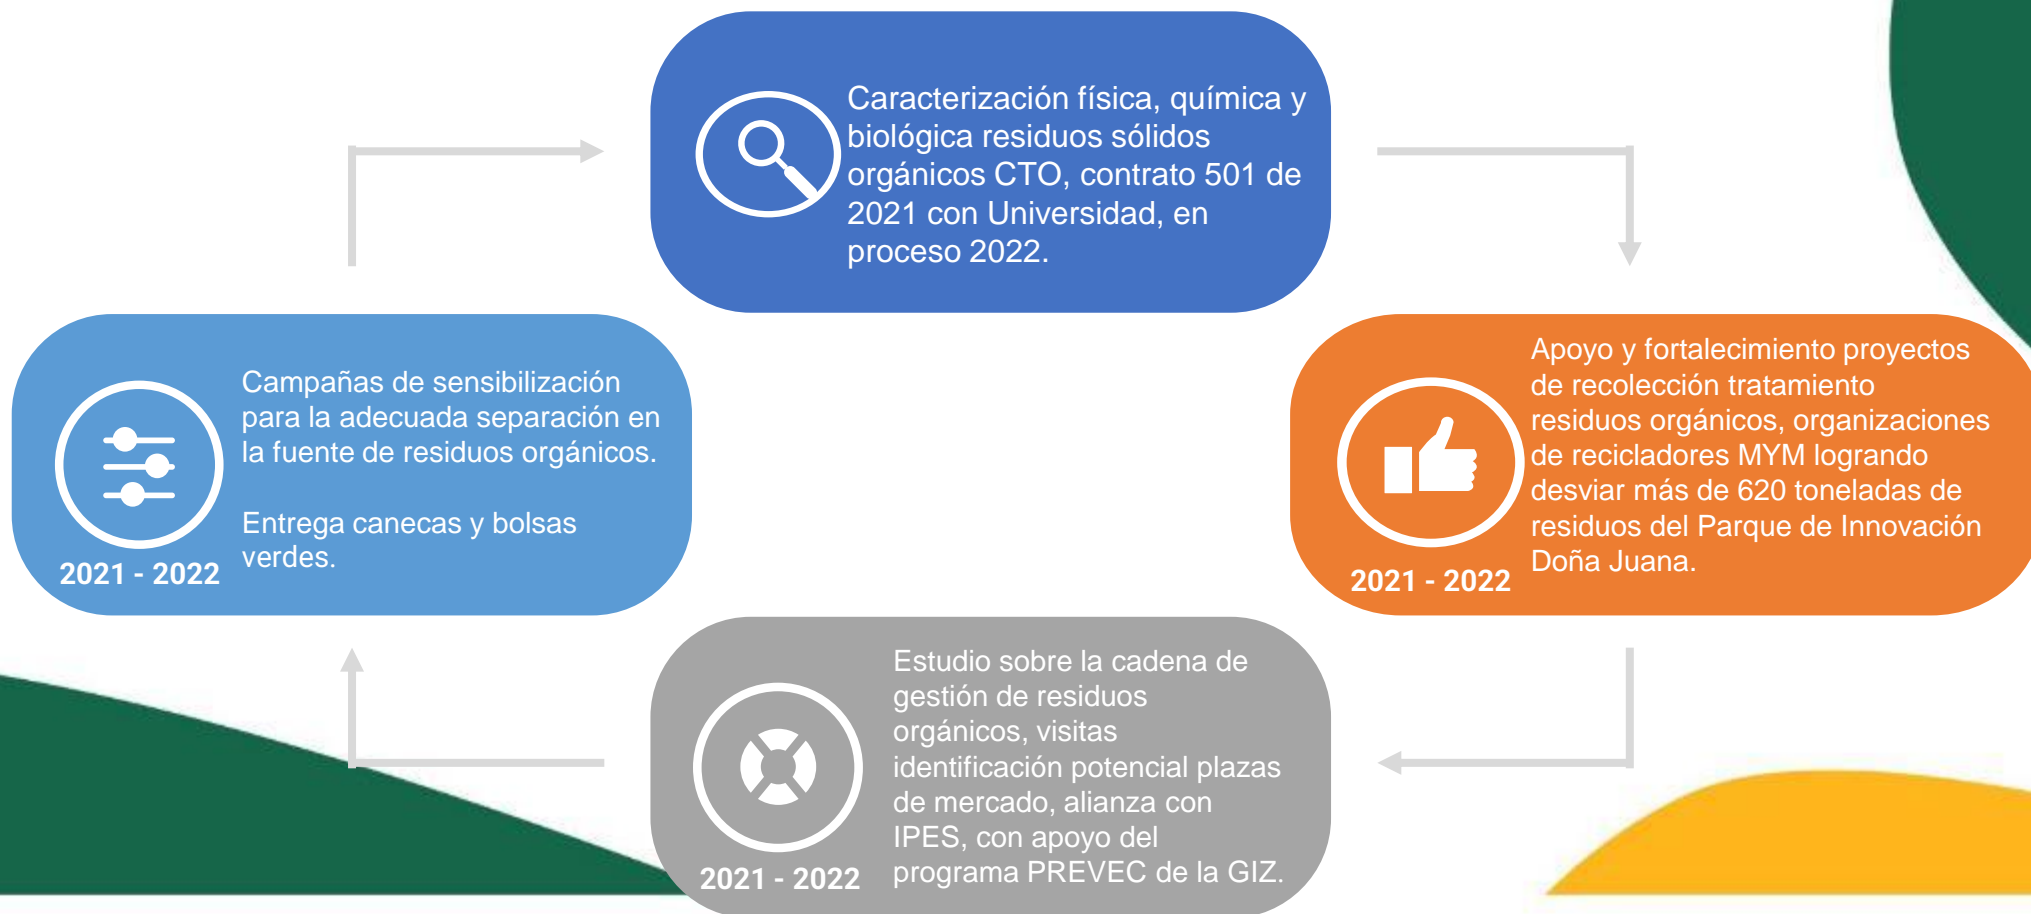 Caracterización física, química y
biológica residuos sólidos
orgánicos CTO, contrato 501 de
2021 con Universidad, en
proceso 2022.
Apoyo y fortalecimiento proyectos
de recolección tratamiento
residuos orgánicos, organizaciones
de recicladores MYM logrando
desviar más de 620 toneladas de
residuos del Parque de Innovación
Doña Juana.
2021 - 2022
Estudio sobre la cadena de
gestión de residuos
orgánicos, visitas
identificación potencial plazas
de mercado, alianza con
IPES, con apoyo del
programa PREVEC de la GIZ.
2021 - 2022
Campañas de sensibilización
para la adecuada separación en
la fuente de residuos orgánicos.
Entrega canecas y bolsas
verdes.
2021 - 2022